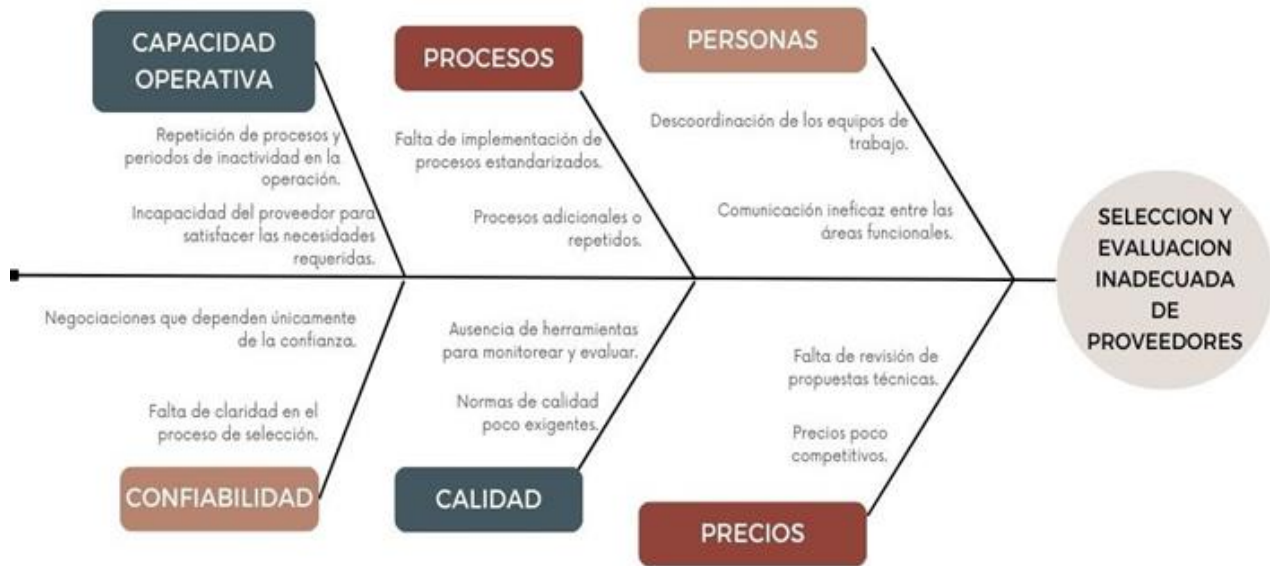 CAPACIDAD
OPERATIVA
Repetición de procesos y
periodos de inactividad en la
operación.
Incapacidad del proveedor para
satisfacer las necesidades
requeridas.
PROCESOS
Falta de implementación de
procesos estandarizados.
Procesos adicionales o
repetidos.
PERSONAS
Descoordinación de los equipos de
trabajo.
Comunicación ineficaz entre las
áreas funcionales.
SELECCION Y
EVALUACION
INADECUADA
DE
PROVEEDORES
Negociaciones que dependen únicamente
de la confianza.
Falta de claridad en el
proceso de selección.
CONFIABILIDAD
Ausencia de herramientas
para monitorear y evaluar.
Normas de calidad
poco exigentes.
CALIDAD
Falta de revisión de
propuestas técnicas.
Precios poco
competitivos.
PRECIOS